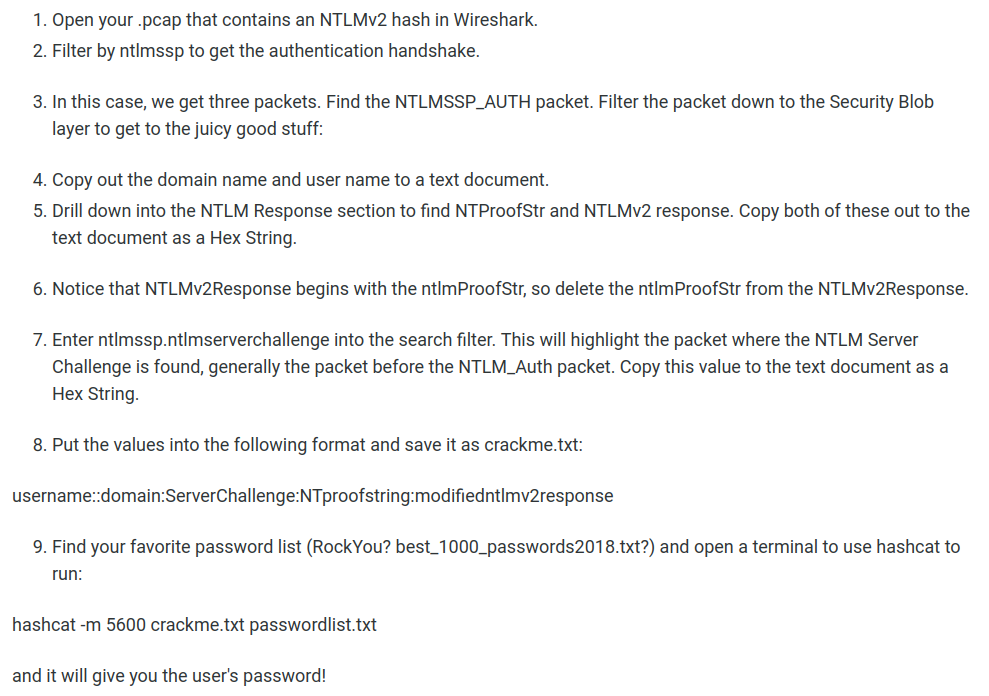 1. Open your .pcap that contains an NTLMv2 hash in Wireshark.
2. Filter by ntlmssp to get the authentication handshake.
3. In this case, we get three packets. Find the NTLMSSP_AUTH packet. Filter the packet down to the Security Blob
layer to get to the juicy good stuff:
4. Copy out the domain name and user name to a text document.
5. Drill down into the NTLM Response section to find NTProofStr and NTLMv2 response. Copy both of these out to the
text document as a Hex String.
6. Notice that NTLMv2Response begins with the ntlmProofStr, so delete the ntlmProofStr from the NTLMv2Response.
7. Enter ntlmssp.ntlmserverchallenge into the search filter. This will highlight the packet where the NTLM Server
Challenge is found, generally the packet before the NTLM_Auth packet. Copy this value to the text document as a
Hex String.
8. Put the values into the following format and save it as crackme.txt:
username::domain:ServerChallenge:NTproofstring:modifiedntlmv2response
9. Find your favorite password list (RockYou? best_1000_passwords2018.txt?) and open a terminal to use hashcat to
run:
hashcat -m 5600 crackme.txt passwordlist.txt
and it will give you the user's password!